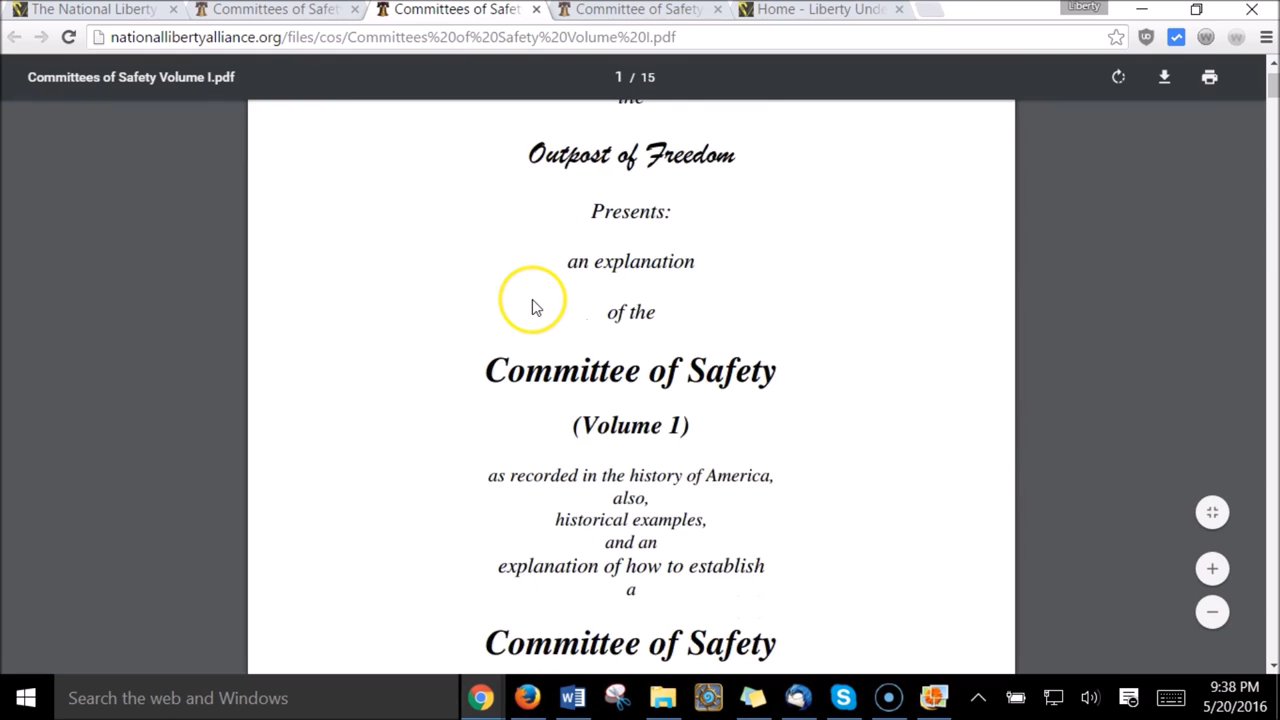 The National Liberty
Committees of Safet
Committees of Safet
Committee of Safety
Home - Liberty Unde
Liberty
nationallibertyalliance.org/files/cos/Committees%20of%20Safety%20Volume%20I.pdf
Committees of Safety Volume I.pdf
1 / 15
the
Outpost of Freedom
Presents:
an explanation
of the
Committee of Safety
(Volume 1)
as recorded in the history of America,
also,
historical examples,
and an
explanation of how to establish
a
Committee of Safety
Search the web and Windows
9:38 PM
5/20/2016